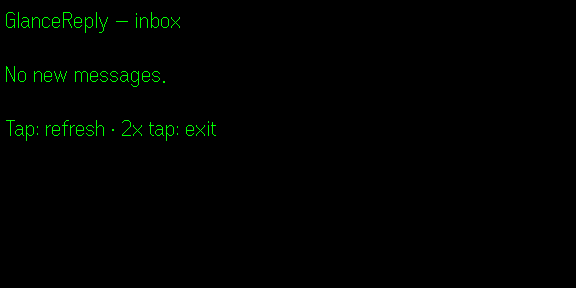 GlanceReply — inbox
No new messages.
Tap: refresh · 2x tap: exit